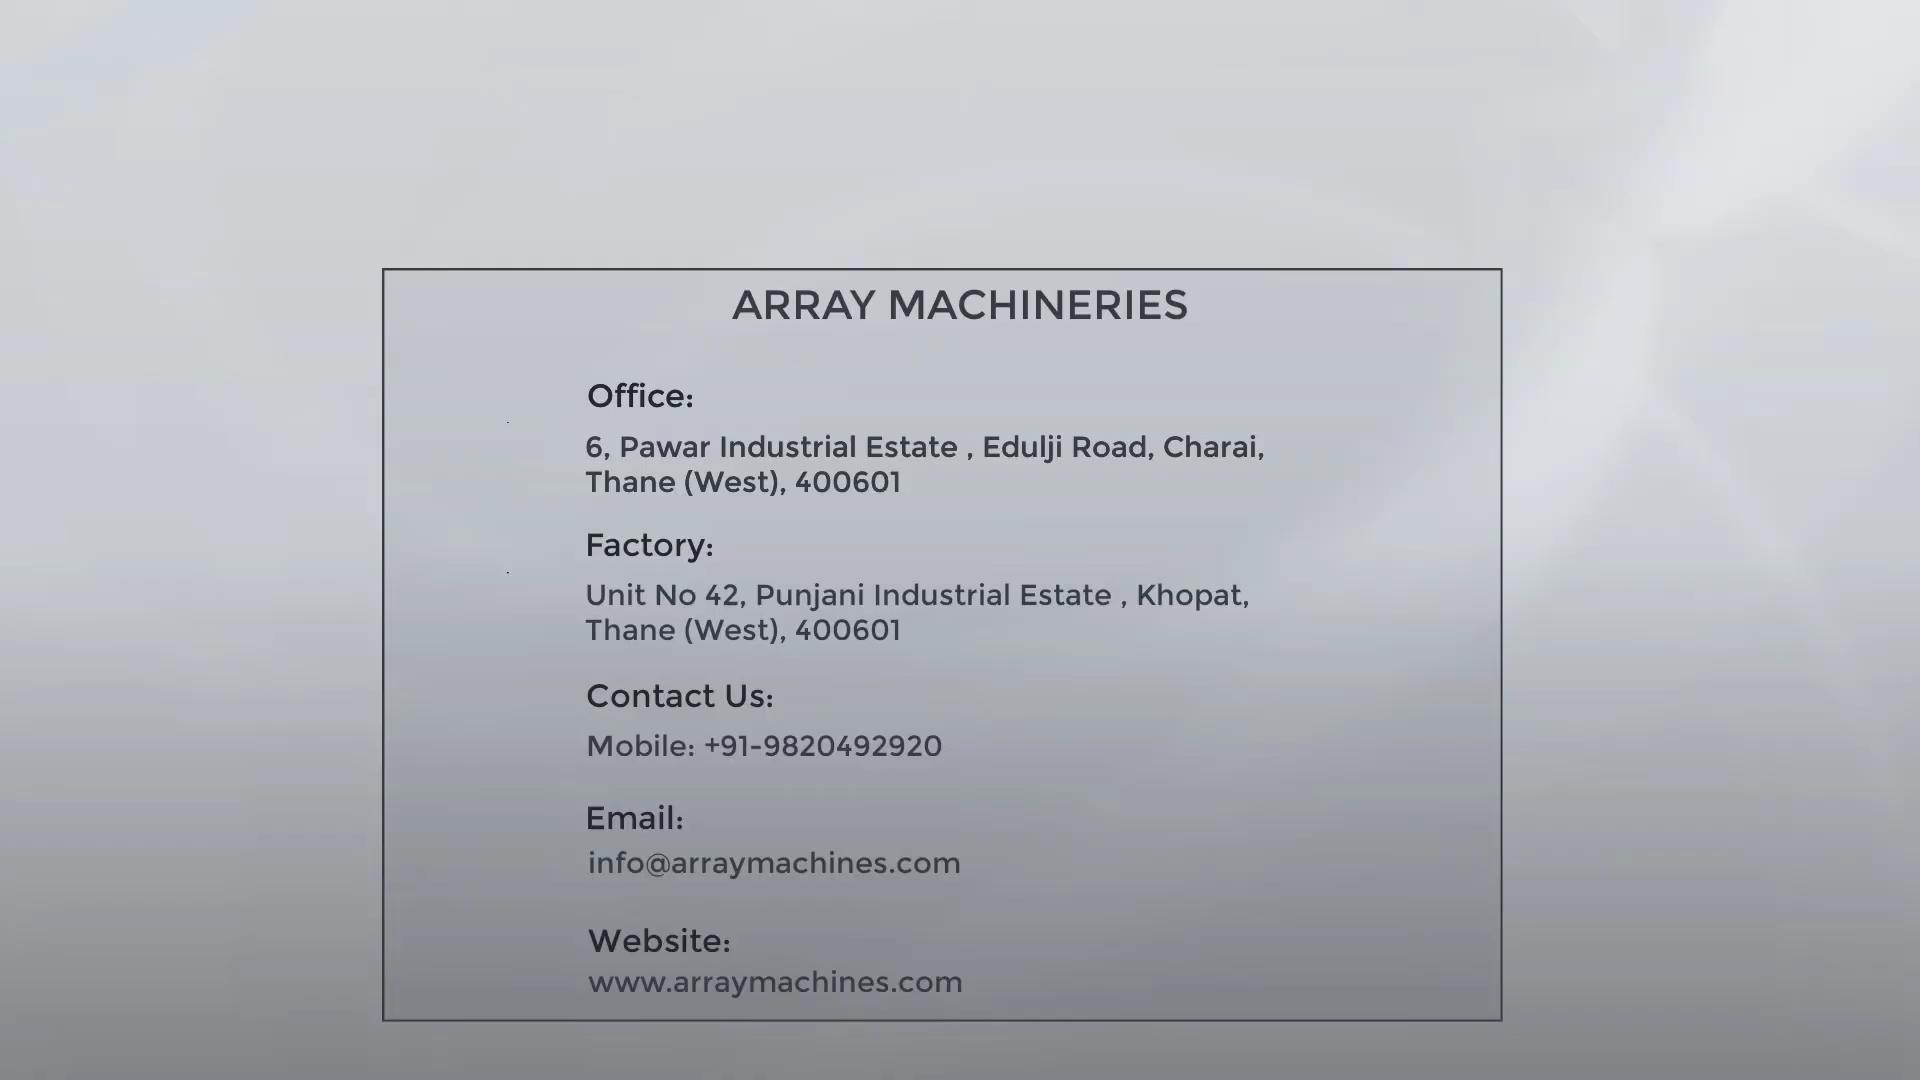 ARRAY MACHINERIES
Office:
6, Pawar Industrial Estate , Edulji Road, Charai,
Thane (West), 400601
Factory:
Unit No 42, Punjani Industrial Estate , Khopat,
Thane (West), 400601
Contact Us:
Mobile: +91-9820492920
Email:
info@arraymachines.com
Website:
www.arraymachines.com